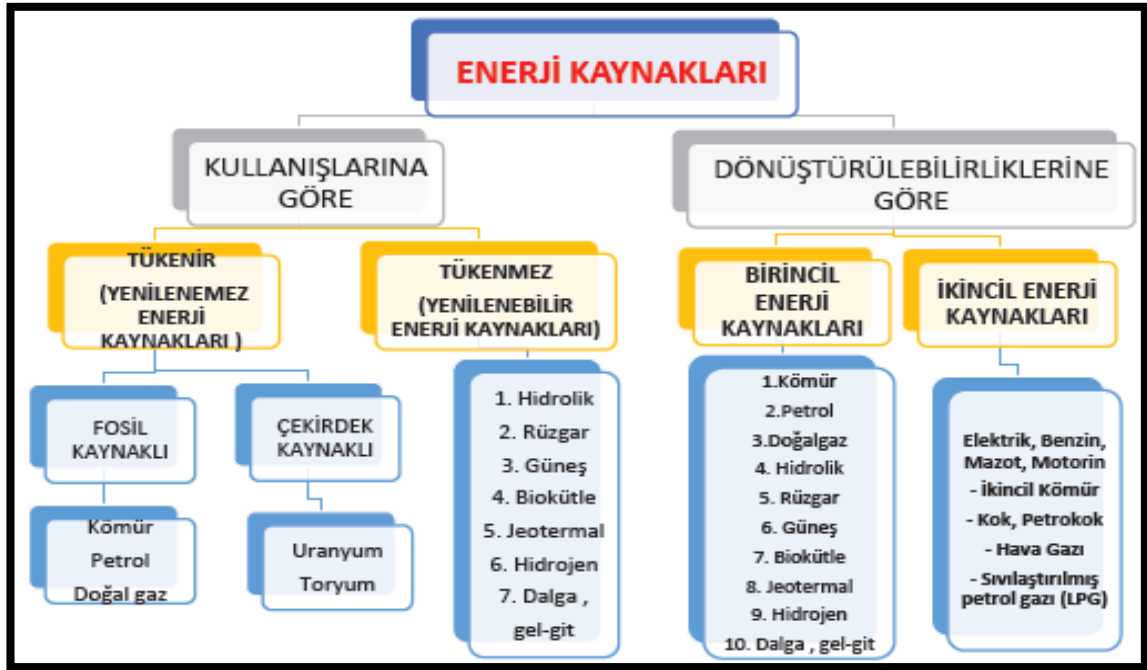 ENERJİ KAYNAKLARI
KULLANIŞLARINA
GÖRE
DÖNÜŞTÜRÜLEBİLİRLİKLERİNE
GÖRE
TÜKENİR
(YENİLENEMEZ
ENERJİ
KAYNAKLARI )
TÜKENMEZ
(YENİLENEBİLİR
ENERJİ KAYNAKLARI)
BİRİNCİL
ENERJİ
KAYNAKLARI
İKİNCİL ENERJİ
KAYNAKLARI
FOSİL
KAYNAKLI
ÇEKİRDEK
KAYNAKLI
Kömür
Petrol
Doğal gaz
Uranyum
Toryum
1. Hidrolik
2. Rüzgar
3. Güneş
4. Biokütle
5. Jeotermal
6. Hidrojen
7. Dalga ,
gel-git
1.Kömür
2.Petrol
3.Doğalgaz
4. Hidrolik
5. Rüzgar
6. Güneş
7. Biokütle
8. Jeotermal
9. Hidrojen
10. Dalga , gel-git
Elektrik, Benzin,
Mazot, Motorin
- İkincil Kömür
- Kok, Petrokok
- Hava Gazı
- Sıvılaştırılmış
petrol gazı (LPG)